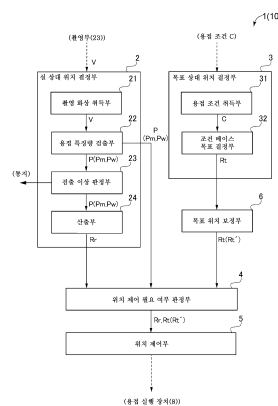 1(10)
(촬영부(23))
(용접 조건 C)
V
2
3
실 상대 위치 결정부
목표 상대 위치 결정부
21
31
촬영 화상 취득부
용접 조건 취득부
V
22
C
32
용접 특징량 검출부
조건 베이스
목표 결정부
P
(Pm,Pw)
P(Pm,Pw)
23
Rt
(통지)
검출 이상 판정부
P(Pm,Pw)
24
6
산출부
목표 위치 보정부
Rr
Rt(Rt´)
4
위치 제어 필요 여부 판정부
Rr,Rt(Rt´)
5
위치 제어부
(용접 실행 장치(8))